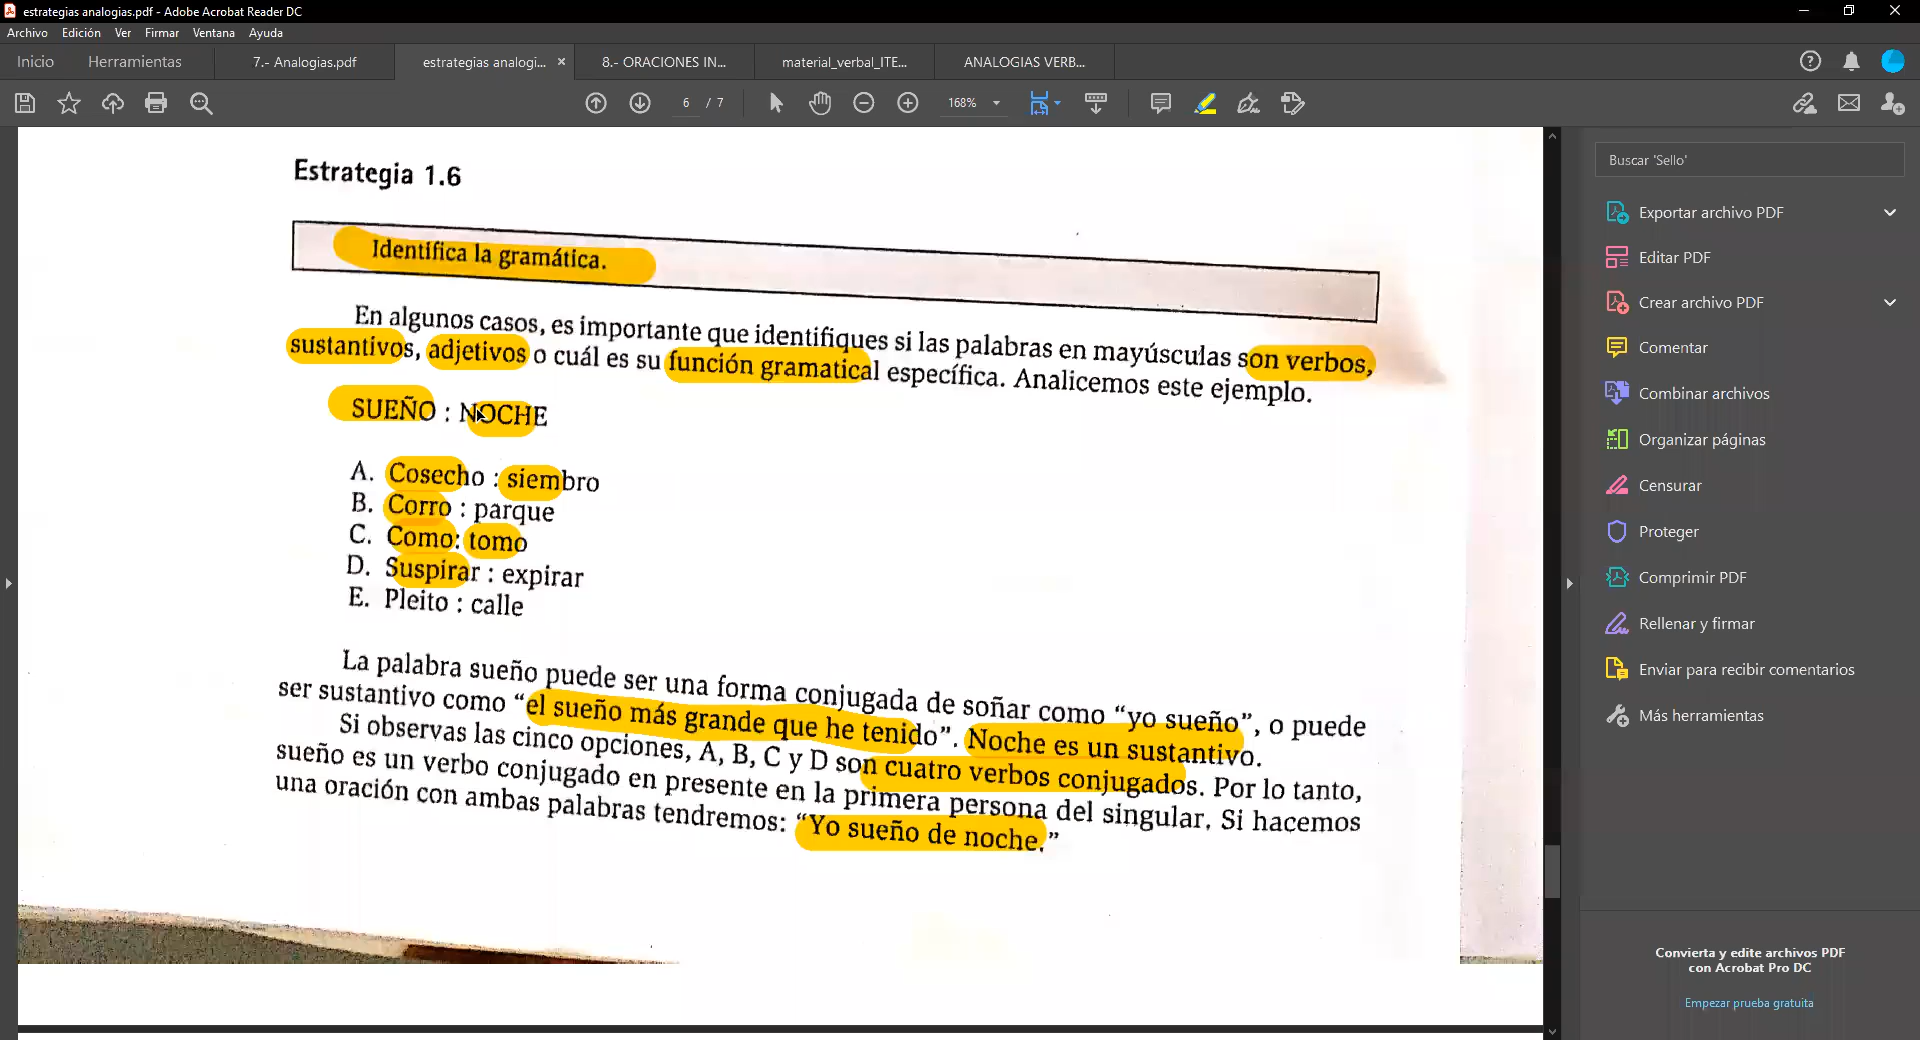 estrategias analogias.pdf - Adobe Acrobat Reader DC
Archivo Edición Ver Firmar Ventana Ayuda
Inicio Herramientas 7.- Analogias.pdf estrategias analogi... × 8.- ORACIONES IN... material_verbal_ITE... ANALOGIAS VERB...
6 / 7 168%
Buscar 'Sello'
Exportar archivo PDF
Editar PDF
Crear archivo PDF
Comentar
Combinar archivos
Organizar páginas
Censurar
Proteger
Comprimir PDF
Rellenar y firmar
Enviar para recibir comentarios
Más herramientas
Convierta y edite archivos PDF
con Acrobat Pro DC
Empezar prueba gratuita
Estrategia 1.6
Identifica la gramática.
En algunos casos, es importante que identifiques si las palabras en mayúsculas son verbos,
sustantivos, adjetivos o cuál es su función gramatical específica. Analicemos este ejemplo.
SUEÑO : NOCHE
A. Cosecho : siembro
B. Corro : parque
C. Como: tomo
D. Suspirar : expirar
E. Pleito : calle
La palabra sueño puede ser una forma conjugada de soñar como “yo sueño”, o puede
ser sustantivo como “el sueño más grande que he tenido”. Noche es un sustantivo.
Si observas las cinco opciones, A, B, C y D son cuatro verbos conjugados. Por lo tanto,
sueño es un verbo conjugado en presente en la primera persona del singular. Si hacemos
una oración con ambas palabras tendremos: “Yo sueño de noche.”